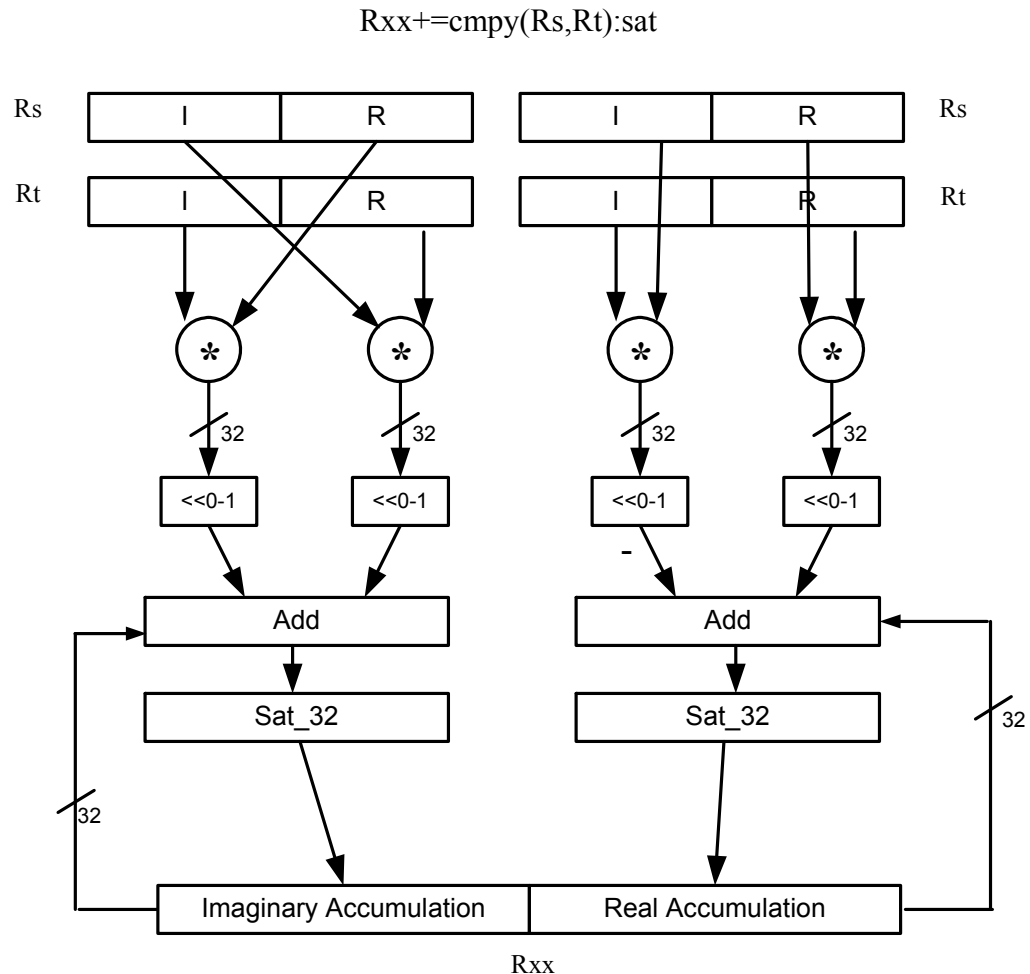 Rxx+=cmpy(Rs,Rt):sat
Rs I R I R Rs
Rt I R I R Rt
* * * *
32 32 32 32
<<0-1 <<0-1 <<0-1 <<0-1
-
Add Add
Sat_32 Sat_32
32
32
Imaginary Accumulation Real Accumulation
Rxx